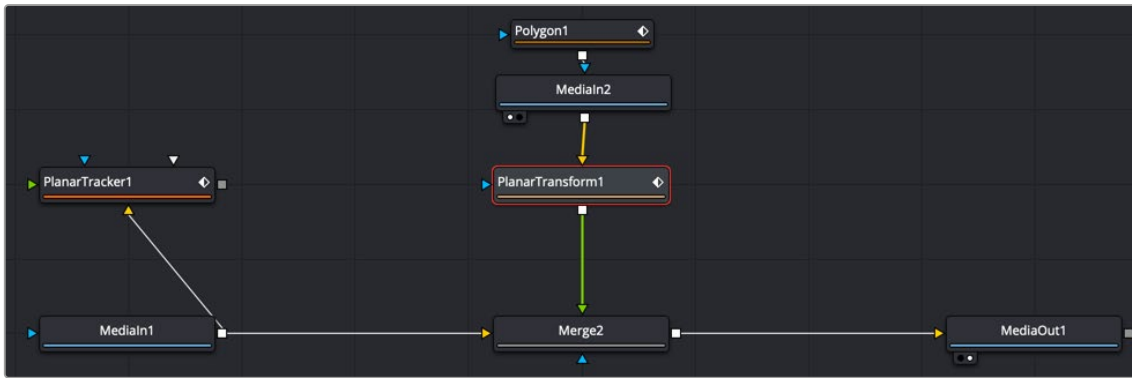 Polygon1
MediaIn2
PlanarTracker1
PlanarTransform1
MediaIn1
Merge2
MediaOut1